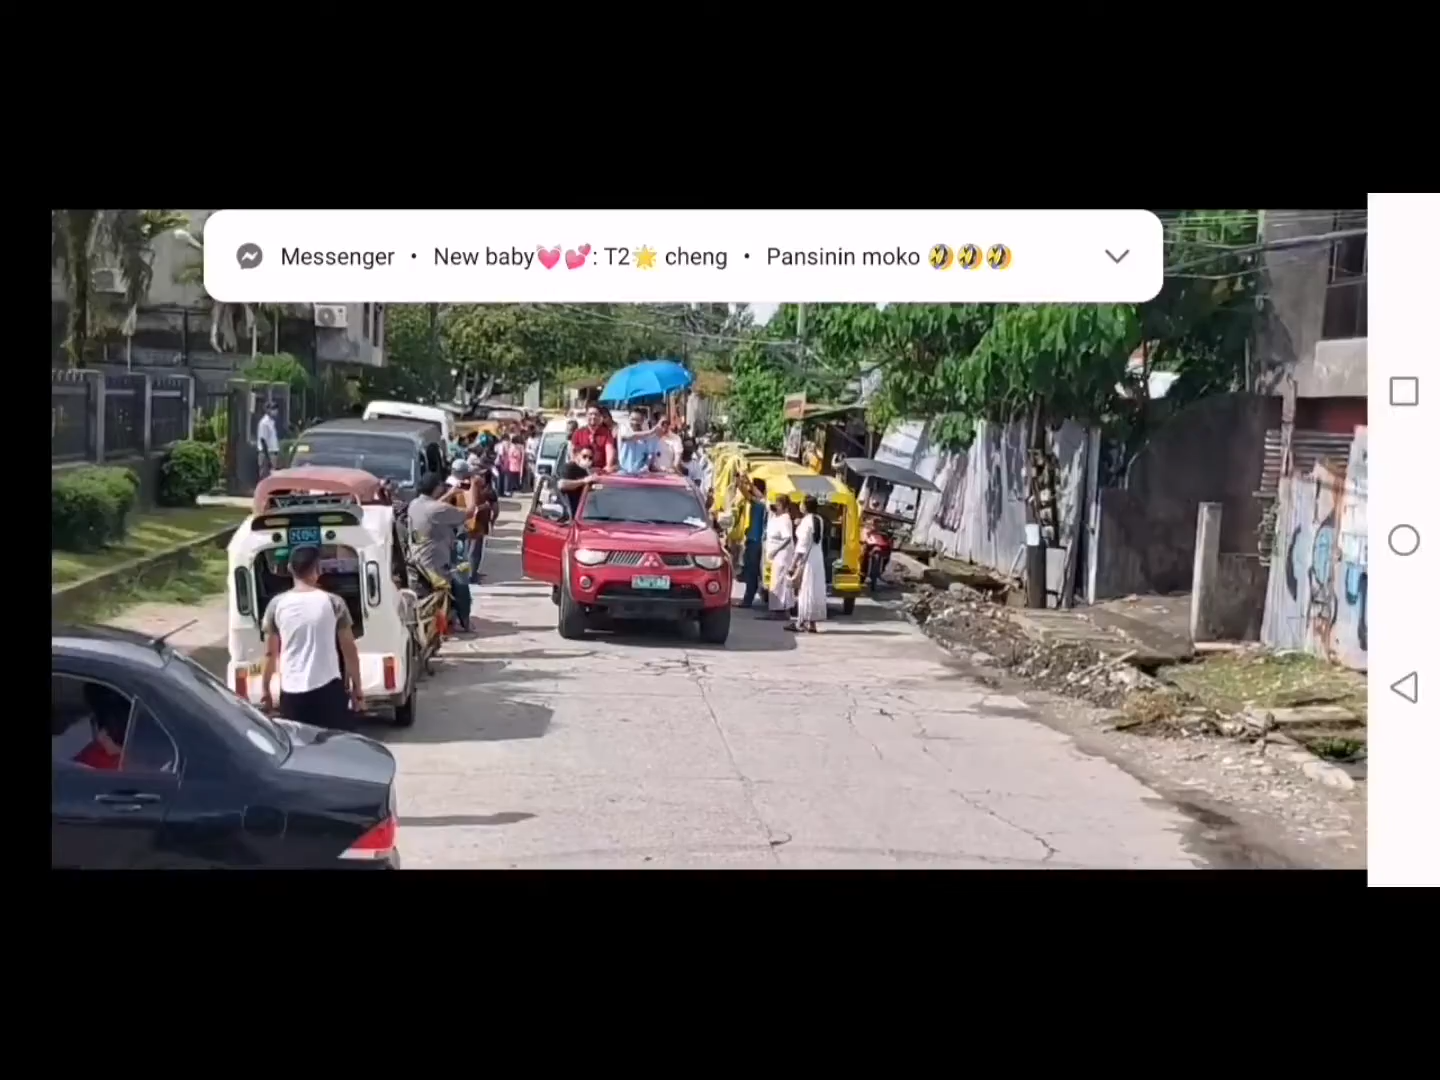 Messenger • New baby💓💕: T2🌟 cheng • Pansinin moko 🤣🤣🤣